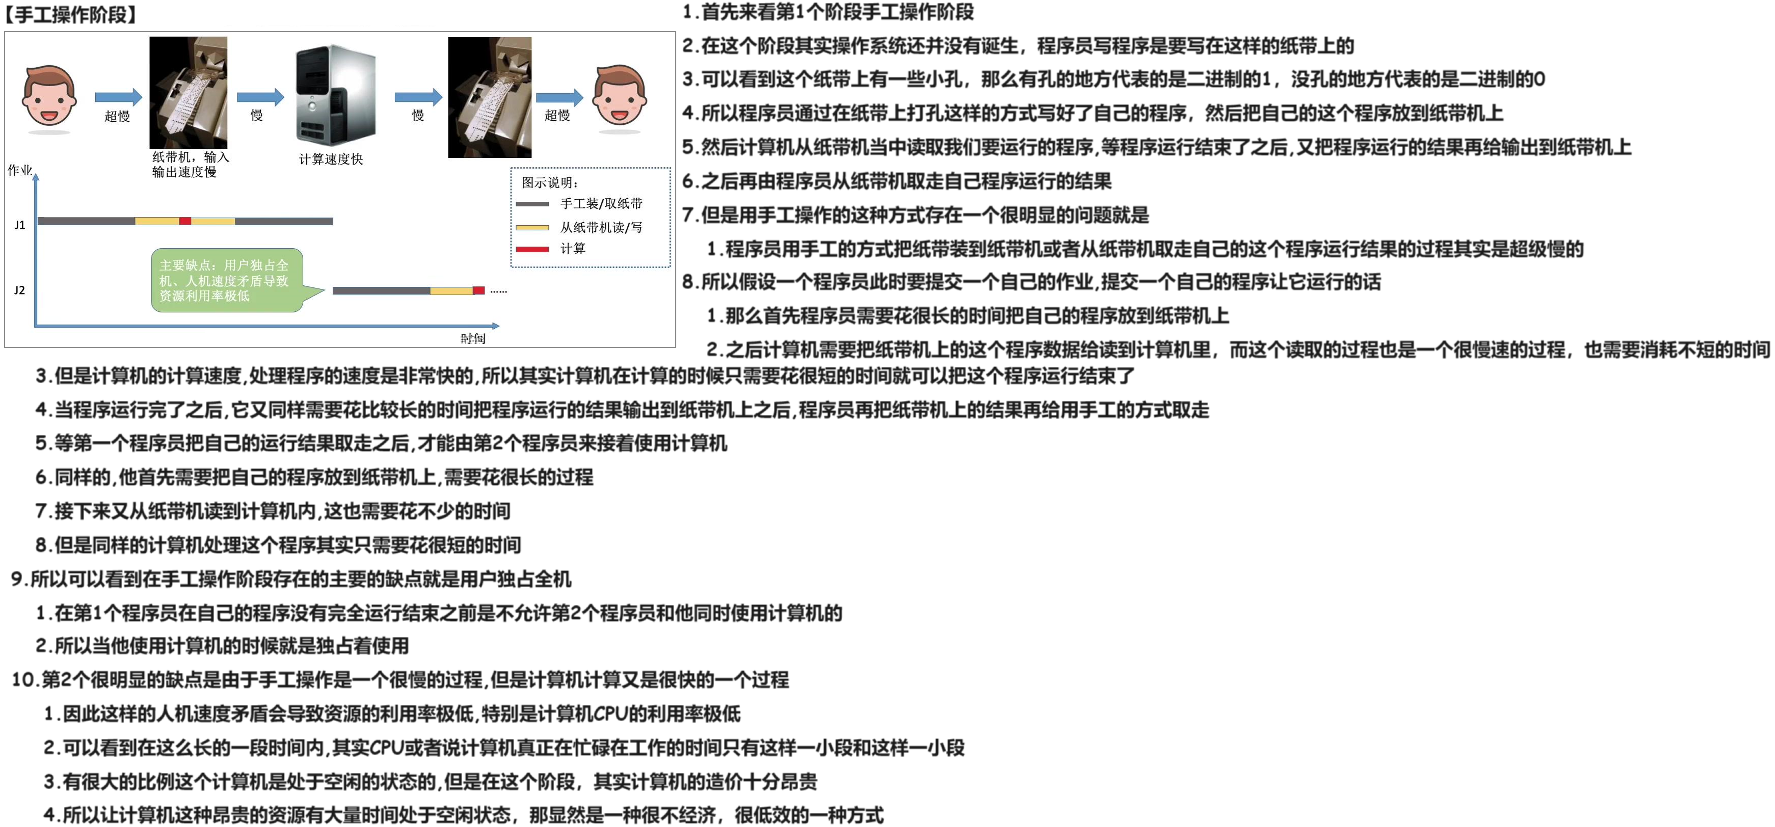 【手工操作阶段】
超慢
慢
慢
超慢
纸带机，输入
输出速度慢
计算速度快
作业
图示说明：
手工装/取纸带
从纸带机读/写
计算
J1
主要缺点：用户独占全
机、人机速度矛盾导致
资源利用率极低
J2
……
时间
1.首先来看第1个阶段手工操作阶段
2.在这个阶段其实操作系统还并没有诞生，程序员写程序是要写在这样的纸带上的
3.可以看到这个纸带上有一些小孔，那么有孔的地方代表的是二进制的1，没孔的地方代表的是二进制的0
4.所以程序员通过在纸带上打孔这样的方式写好了自己的程序，然后把自己的这个程序放到纸带机上
5.然后计算机从纸带机当中读取我们要运行的程序,等程序运行结束了之后,又把程序运行的结果再给输出到纸带机上
6.之后再由程序员从纸带机取走自己程序运行的结果
7.但是用手工操作的这种方式存在一个很明显的问题就是
1.程序员用手工的方式把纸带装到纸带机或者从纸带机取走自己的这个程序运行结果的过程其实是超级慢的
8.所以假设一个程序员此时要提交一个自己的作业,提交一个自己的程序让它运行的话
1.那么首先程序员需要花很长的时间把自己的程序放到纸带机上
2.之后计算机需要把纸带机上的这个程序数据给读到计算机里，而这个读取的过程也是一个很慢速的过程，也需要消耗不短的时间
3.但是计算机的计算速度,处理程序的速度是非常快的,所以其实计算机在计算的时候只需要花很短的时间就可以把这个程序运行结束了
4.当程序运行完了之后,它又同样需要花比较长的时间把程序运行的结果输出到纸带机上之后,程序员再把纸带机上的结果再给用手工的方式取走
5.等第一个程序员把自己的运行结果取走之后,才能由第2个程序员来接着使用计算机
6.同样的,他首先需要把自己的程序放到纸带机上,需要花很长的过程
7.接下来又从纸带机读到计算机内,这也需要花不少的时间
8.但是同样的计算机处理这个程序其实只需要花很短的时间
9.所以可以看到在手工操作阶段存在的主要的缺点就是用户独占全机
1.在第1个程序员在自己的程序没有完全运行结束之前是不允许第2个程序员和他同时使用计算机的
2.所以当他使用计算机的时候就是独占着使用
10.第2个很明显的缺点是由于手工操作是一个很慢的过程,但是计算机计算又是很快的一个过程
1.因此这样的人机速度矛盾会导致资源的利用率极低,特别是计算机CPU的利用率极低
2.可以看到在这么长的一段时间内,其实CPU或者说计算机真正在忙碌在工作的时间只有这样一小段和这样一小段
3.有很大的比例这个计算机是处于空闲的状态的,但是在这个阶段，其实计算机的造价十分昂贵
4.所以让计算机这种昂贵的资源有大量时间处于空闲状态，那显然是一种很不经济，很低效的一种方式